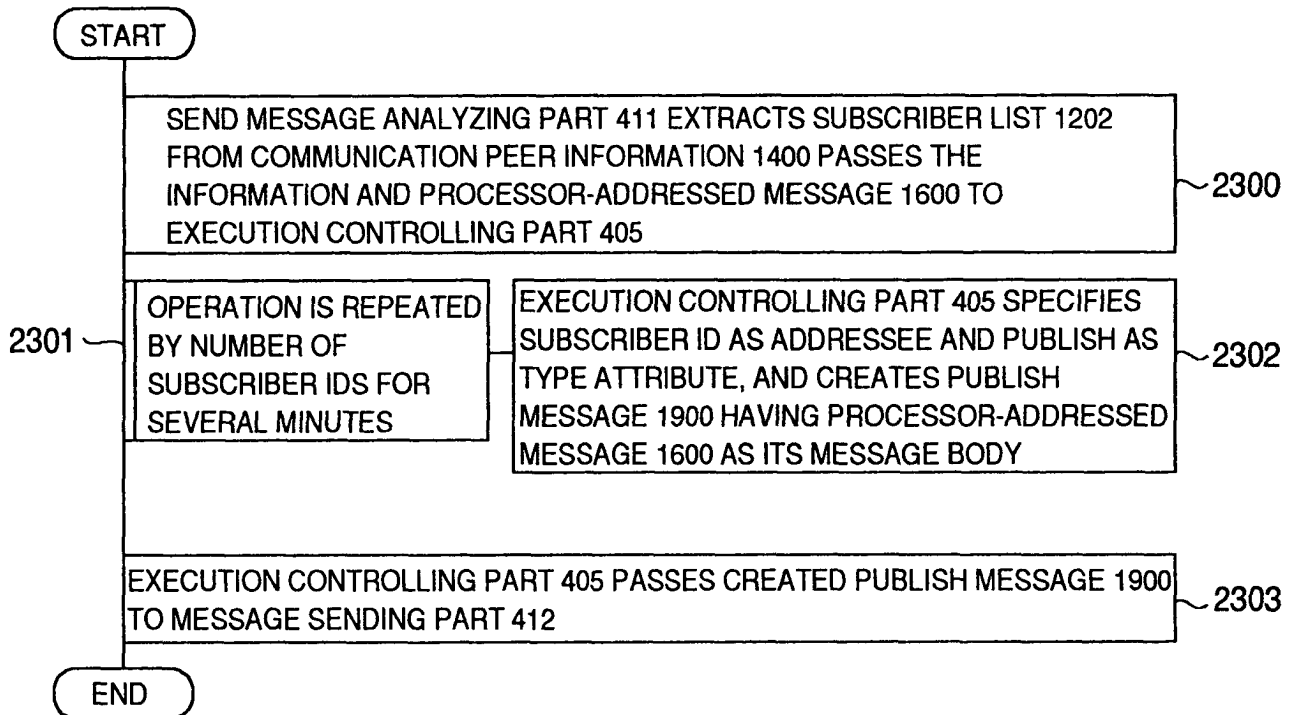 START
SEND MESSAGE ANALYZING PART 411 EXTRACTS SUBSCRIBER LIST 1202
FROM COMMUNICATION PEER INFORMATION 1400 PASSES THE
INFORMATION AND PROCESSOR-ADDRESSED MESSAGE 1600 TO
EXECUTION CONTROLLING PART 405
2300
2301
OPERATION IS REPEATED
BY NUMBER OF
SUBSCRIBER IDS FOR
SEVERAL MINUTES
EXECUTION CONTROLLING PART 405 SPECIFIES
SUBSCRIBER ID AS ADDRESSEE AND PUBLISH AS
TYPE ATTRIBUTE, AND CREATES PUBLISH
MESSAGE 1900 HAVING PROCESSOR-ADDRESSED
MESSAGE 1600 AS ITS MESSAGE BODY
2302
EXECUTION CONTROLLING PART 405 PASSES CREATED PUBLISH MESSAGE 1900
TO MESSAGE SENDING PART 412
2303
END